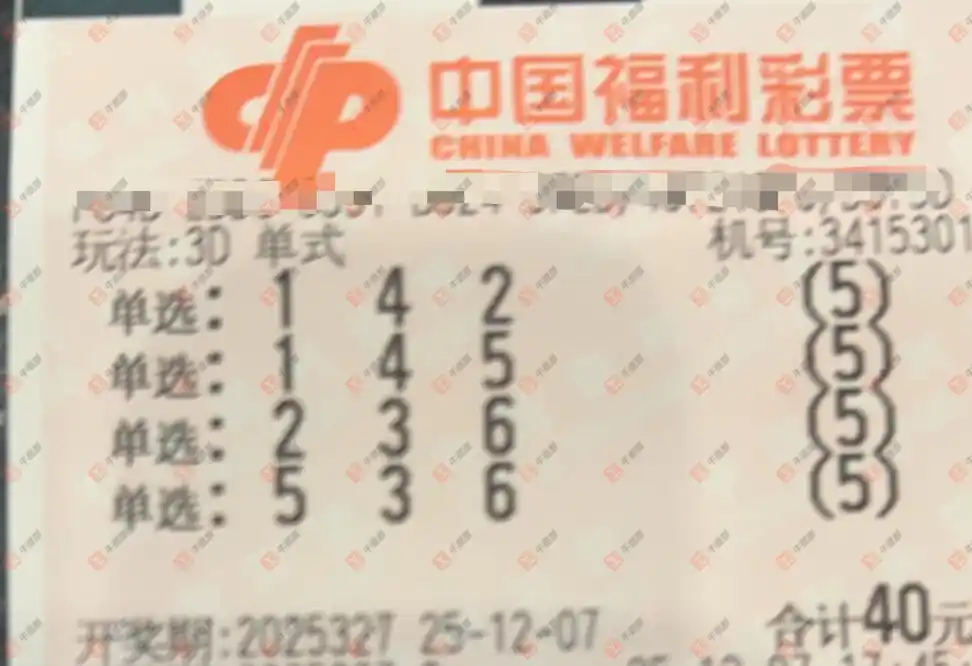 中国福利彩票
CHINA WELFARE LOTTERY
玩法:3D 单式 机号:3415301
单选: 1 4 2 (5)
单选: 1 4 5 (5)
单选: 2 3 6 (5)
单选: 5 3 6 (5)
开奖期:2025327 25-12-07 合计40元